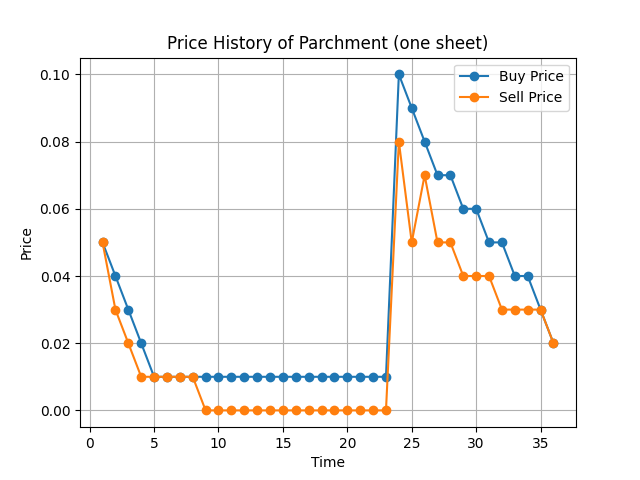 Price History of Parchment (one sheet)
Buy Price
Sell Price
0.10
0.08
0.06
0.04
0.02
0.00
Price
0 5 10 15 20 25 30 35
Time